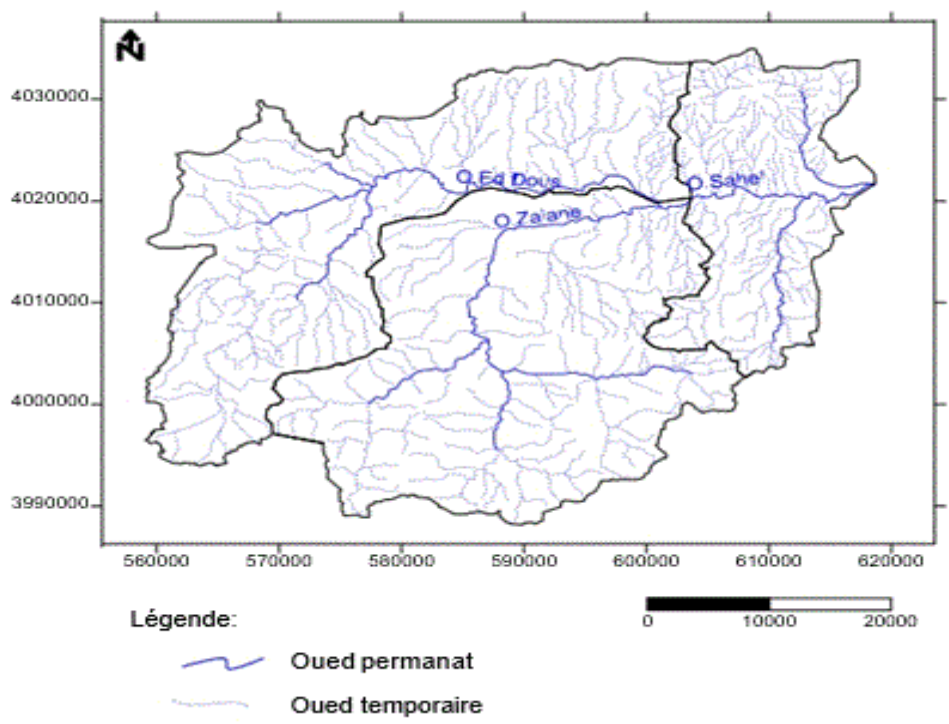 N
4030000
4020000
4010000
4000000
3990000
O Ed Dous
O Sahel
O Zaiane
560000 570000 580000 590000 600000 610000 620000
Légende:
0 10000 20000
Oued permanat
Oued temporaire